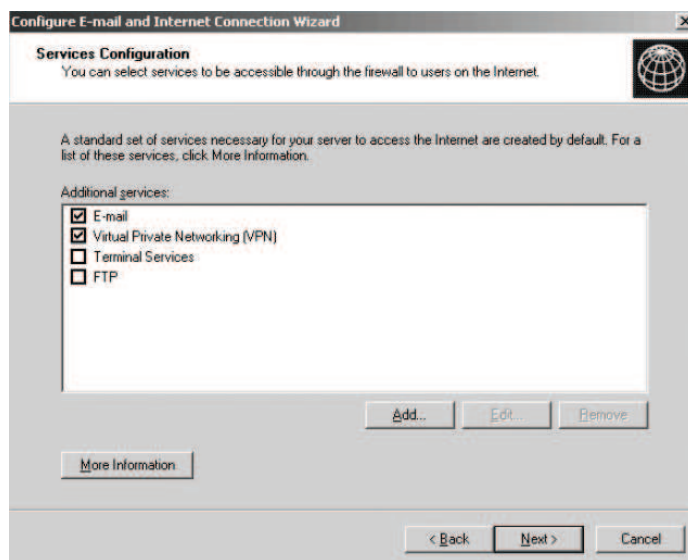 Configure E-mail and Internet Connection Wizard
Services Configuration
You can select services to be accessible through the firewall to users on the Internet.
A standard set of services necessary for your server to access the Internet are created by default. For a
list of these services, click More Information.
Additional services:
E-mail
Virtual Private Networking (VPN)
Terminal Services
FTP
Add...
Edit...
Remove
More Information
< Back
Next >
Cancel